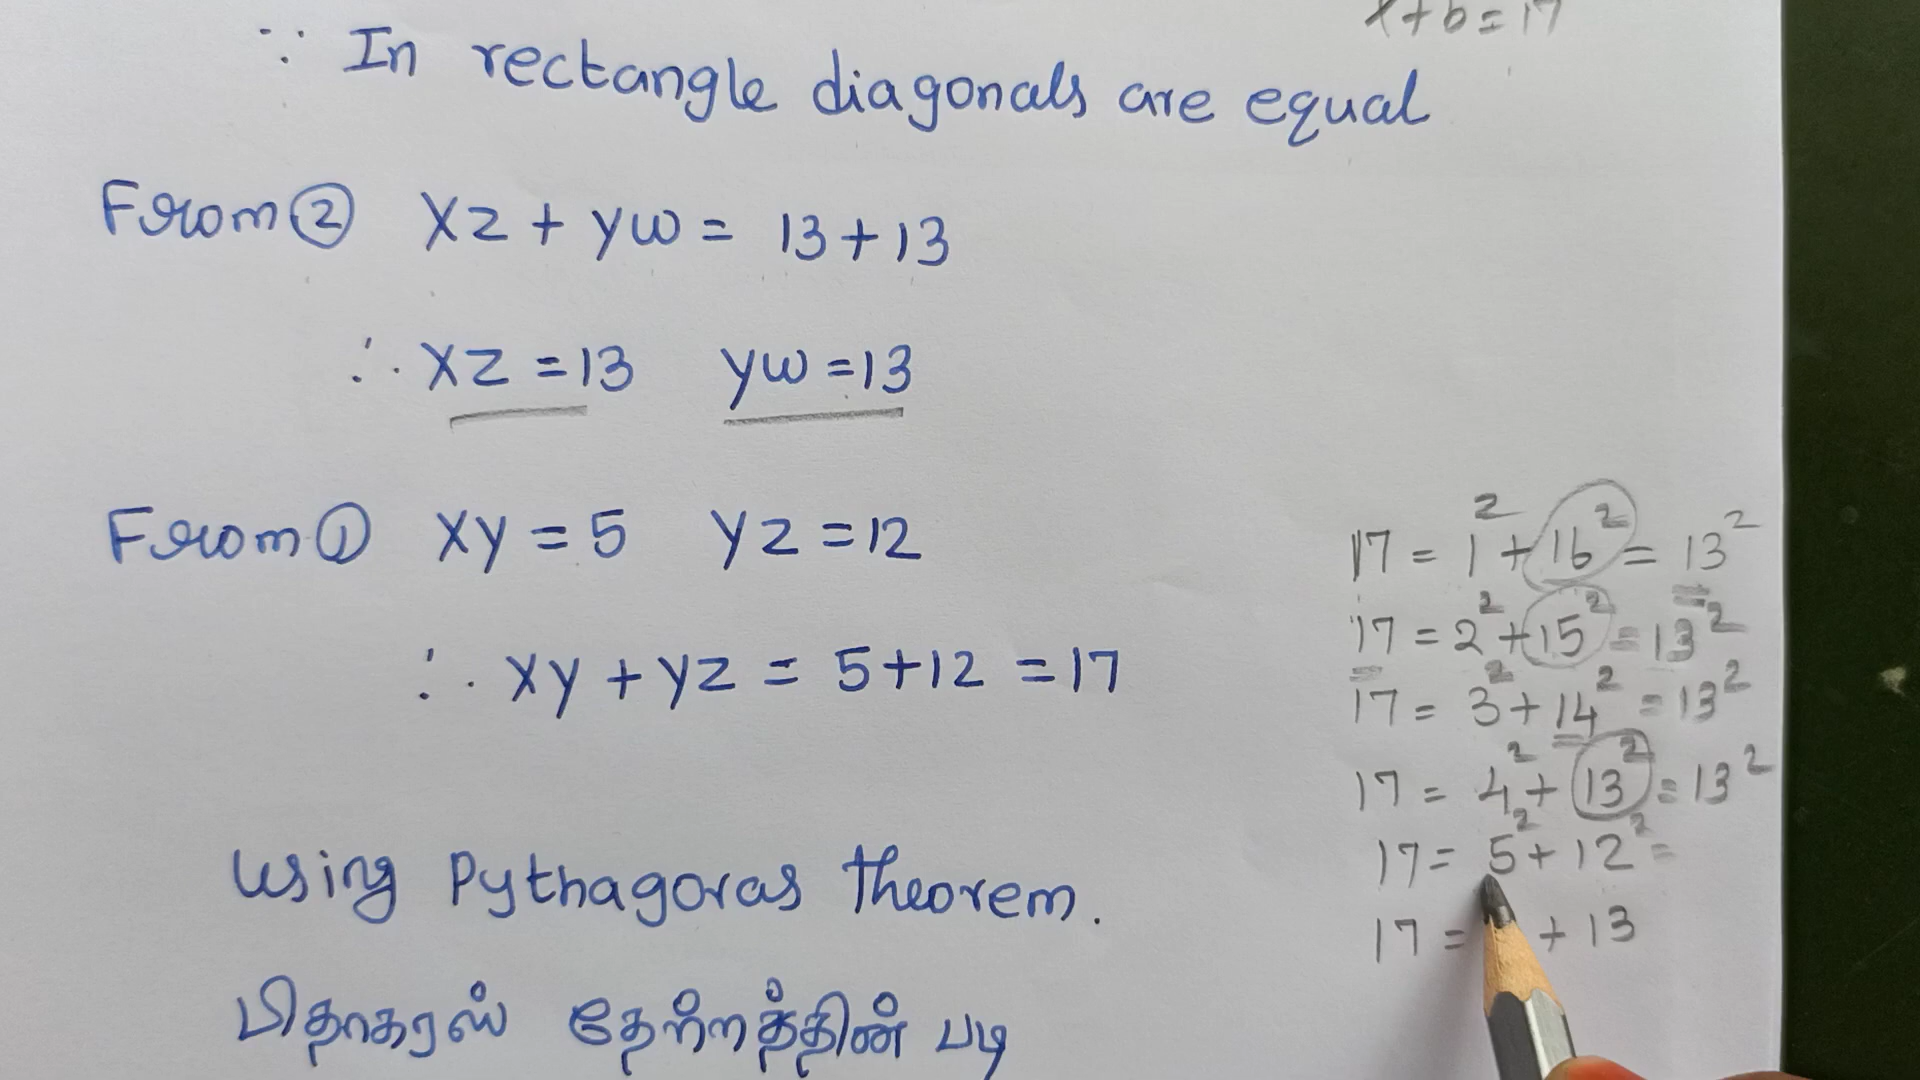 x+b=17
∵ In rectangle diagonals are equal
From ② XZ + YW = 13+13
∴ XZ = 13 YW = 13
From ① XY = 5 YZ = 12
∴ XY + YZ = 5+12 = 17
Using Pythagoras theorem.
பிதாகரஸ் தேற்றத்தின் படி
17 = 1² + 16² = 13²
17 = 2² + 15² = 13²
17 = 3² + 14² = 13²
17 = 4² + 13² = 13²
17 = 5² + 12² =
17 = + 13